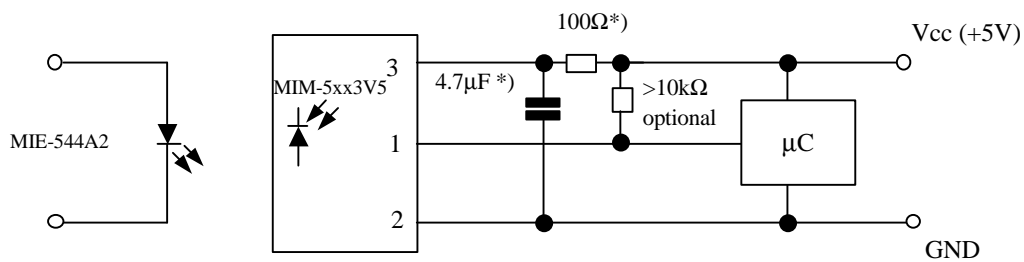 100Ω*)
Vcc (+5V)
3
4.7µF *)
MIM-5xx3V5
>10kΩ
optional
MIE-544A2
1
µC
2
GND